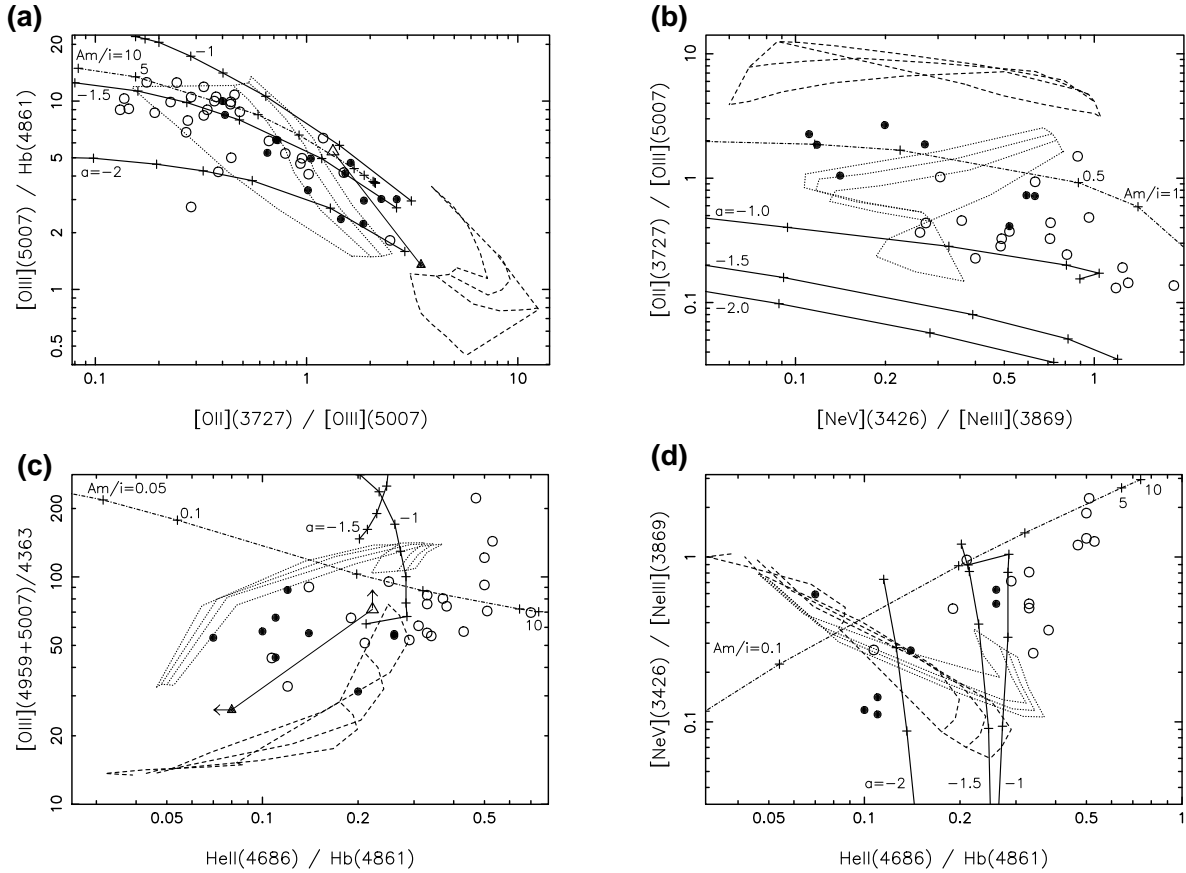 (a)
20
10
5
2
1
0.5
[OIII](5007) / Hb(4861)
Am/i=10
5
−1
−1.5
a=−2
0.1
1
10
[OII](3727) / [OIII](5007)
(b)
10
1
0.1
[OII](3727) / [OIII](5007)
0.5
Am/i=1
a=−1.0
−1.5
−2.0
0.1
0.2
0.5
1
2
[NeV](3426) / [NeIII](3869)
(c)
200
100
50
20
10
[OIII](4959+5007)/4363
Am/i=0.05
0.1
a=−1.5
−1
10
0.05
0.1
0.2
0.5
HeII(4686) / Hb(4861)
(d)
1
0.1
[NeV](3426) / [NeIII](3869)
10
5
Am/i=0.1
a=−2
−1.5
−1
0.05
0.1
0.2
0.5
HeII(4686) / Hb(4861)